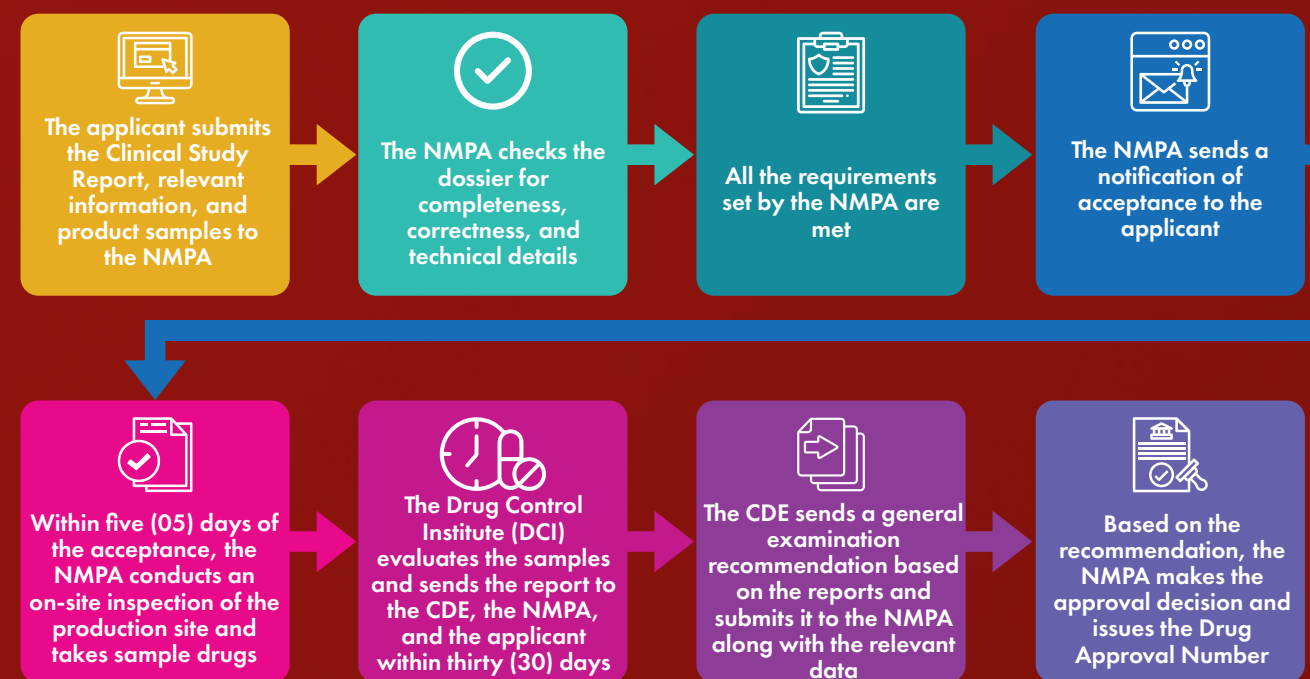 The applicant submits
the Clinical Study
Report, relevant
information, and
product samples to
the NMPA
The NMPA checks the
dossier for
completeness,
correctness, and
technical details
All the requirements
set by the NMPA are
met
The NMPA sends a
notification of
acceptance to the
applicant
Within five (05) days of
the acceptance, the
NMPA conducts an
on-site inspection of the
production site and
takes sample drugs
The Drug Control
Institute (DCI)
evaluates the samples
and sends the report to
the CDE, the NMPA,
and the applicant
within thirty (30) days
The CDE sends a general
examination
recommendation based
on the reports and
submits it to the NMPA
along with the relevant
data
Based on the
recommendation, the
NMPA makes the
approval decision and
issues the Drug
Approval Number